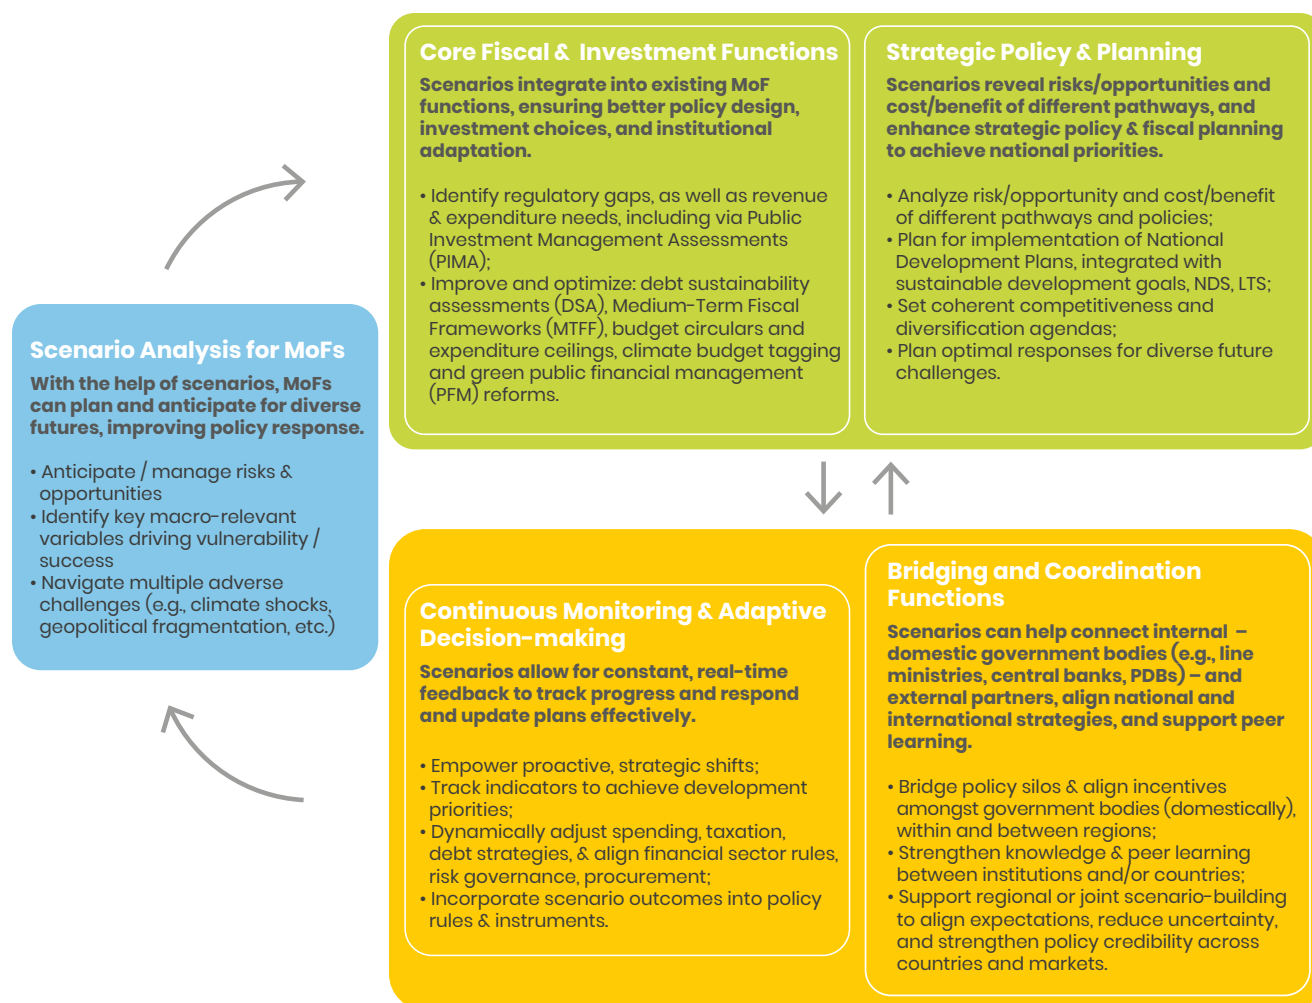 Scenario Analysis for MoFs
With the help of scenarios, MoFs
can plan and anticipate for diverse
futures, improving policy response.
• Anticipate / manage risks &
opportunities
• Identify key macro-relevant
variables driving vulnerability /
success
• Navigate multiple adverse
challenges (e.g., climate shocks,
geopolitical fragmentation, etc.)
Core Fiscal & Investment Functions
Scenarios integrate into existing MoF
functions, ensuring better policy design,
investment choices, and institutional
adaptation.
• Identify regulatory gaps, as well as revenue
& expenditure needs, including via Public
Investment Management Assessments
(PIMA);
• Improve and optimize: debt sustainability
assessments (DSA), Medium-Term Fiscal
Frameworks (MTFF), budget circulars and
expenditure ceilings, climate budget tagging
and green public financial management
(PFM) reforms.
Strategic Policy & Planning
Scenarios reveal risks/opportunities and
cost/benefit of different pathways, and
enhance strategic policy & fiscal planning
to achieve national priorities.
• Analyze risk/opportunity and cost/benefit
of different pathways and policies;
• Plan for implementation of National
Development Plans, integrated with
sustainable development goals, NDS, LTS;
• Set coherent competitiveness and
diversification agendas;
• Plan optimal responses for diverse future
challenges.
Continuous Monitoring & Adaptive
Decision-making
Scenarios allow for constant, real-time
feedback to track progress and respond
and update plans effectively.
• Empower proactive, strategic shifts;
• Track indicators to achieve development
priorities;
• Dynamically adjust spending, taxation,
debt strategies, & align financial sector rules,
risk governance, procurement;
• Incorporate scenario outcomes into policy
rules & instruments.
Bridging and Coordination
Functions
Scenarios can help connect internal –
domestic government bodies (e.g., line
ministries, central banks, PDBs) – and
external partners, align national and
international strategies, and support peer
learning.
• Bridge policy silos & align incentives
amongst government bodies (domestically),
within and between regions;
• Strengthen knowledge & peer learning
between institutions and/or countries;
• Support regional or joint scenario-building
to align expectations, reduce uncertainty,
and strengthen policy credibility across
countries and markets.